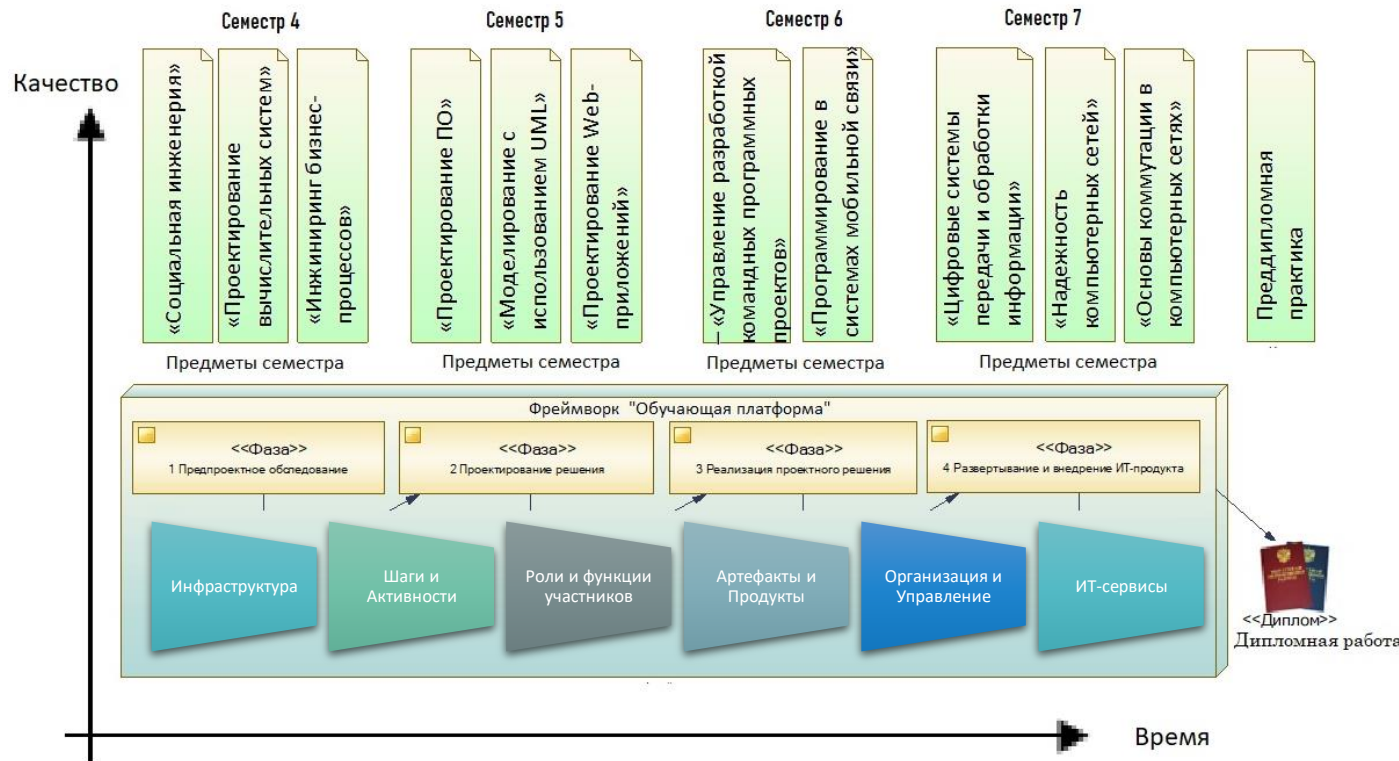 Семестр 4
Семестр 5
Семестр 6
Семестр 7
Качество
«Социальная инженерия»
«Проектирование
вычислительных систем»
«Инжиниринг бизнес-
процессов»
«Проектирование ПО»
«Моделирование с
использованием UML»
«Проектирование Web-
приложений»
– «Управление разработкой
командных программных
проектов»
«Программирование в
системах мобильной связи»
«Цифровые системы
передачи и обработки
информации»
«Надежность
компьютерных сетей»
«Основы коммутации в
компьютерных сетях»
Преддипломная
практика
Предметы семестра
Предметы семестра
Предметы семестра
Предметы семестра
Фреймворк "Обучающая платформа"
<<Фаза>>
1 Предпроектное обследование
<<Фаза>>
2 Проектирование решения
<<Фаза>>
3 Реализация проектного решения
<<Фаза>>
4 Развертывание и внедрение ИТ-продукта
Инфраструктура
Шаги и
Активности
Роли и функции
участников
Артефакты и
Продукты
Организация и
Управление
ИТ-сервисы
<<Диплом>>
Дипломная работа
Время